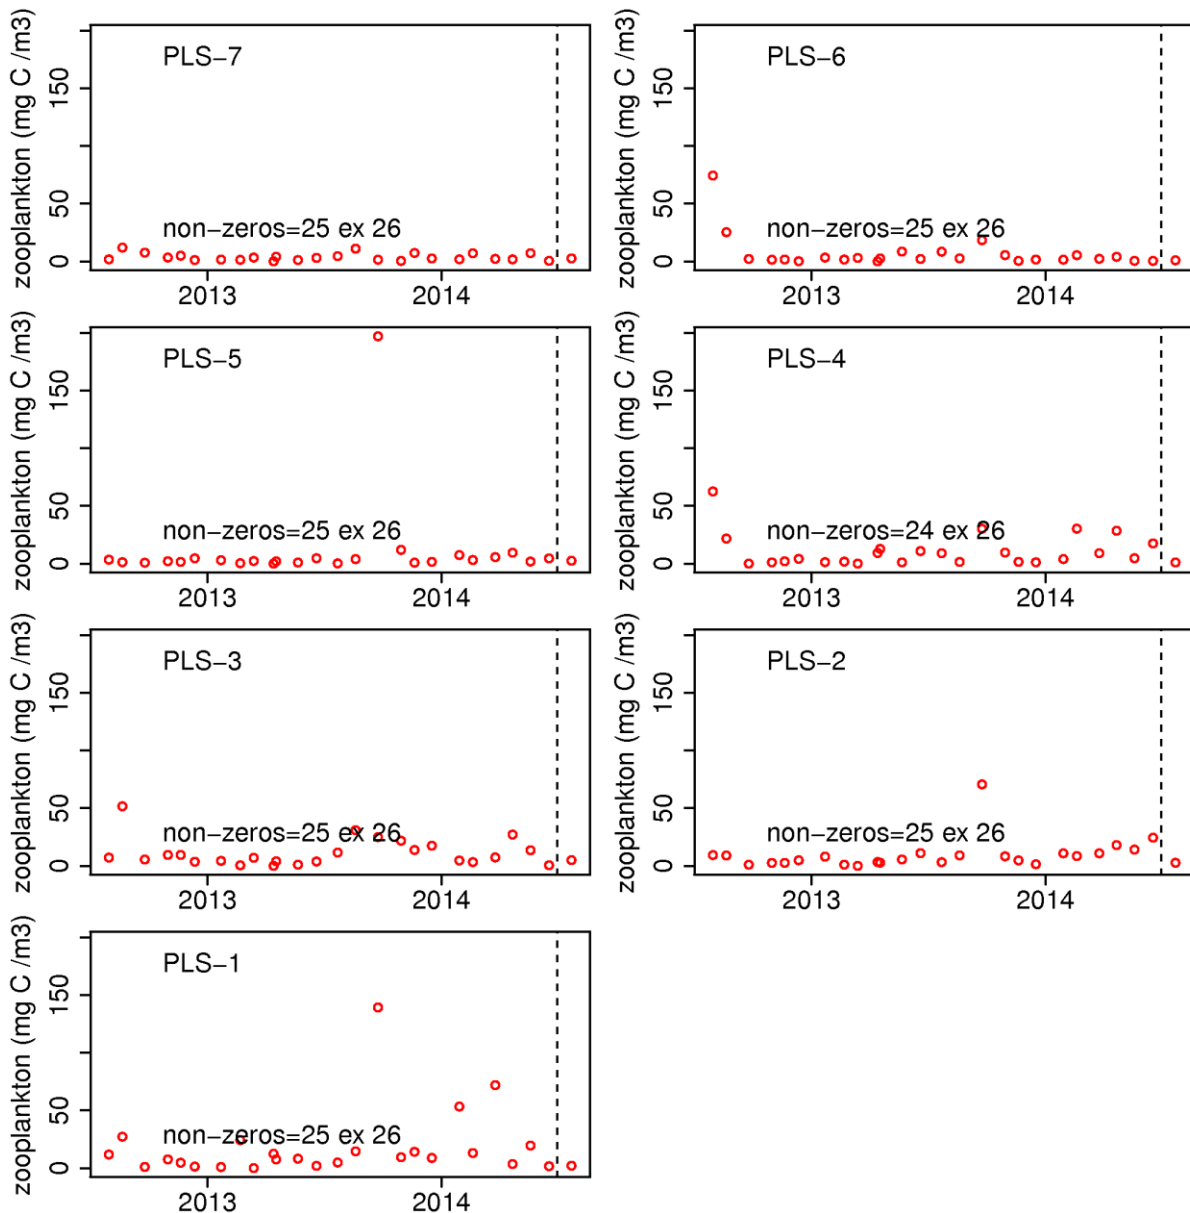 zooplankton (mg C /m3)
150
50
0
PLS−7
non−zeros=25 ex 26
2013
2014
zooplankton (mg C /m3)
150
50
0
PLS−6
non−zeros=25 ex 26
2013
2014
zooplankton (mg C /m3)
150
50
0
PLS−5
non−zeros=25 ex 26
2013
2014
zooplankton (mg C /m3)
150
50
0
PLS−4
non−zeros=24 ex 26
2013
2014
zooplankton (mg C /m3)
150
50
0
PLS−3
non−zeros=25 ex 26
2013
2014
zooplankton (mg C /m3)
150
50
0
PLS−2
non−zeros=25 ex 26
2013
2014
zooplankton (mg C /m3)
150
50
0
PLS−1
non−zeros=25 ex 26
2013
2014